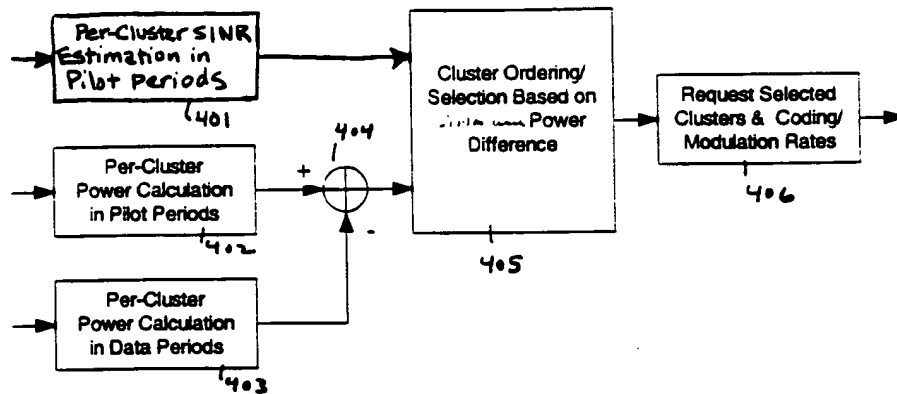 Per-Cluster SINR
Estimation in
Pilot Periods
401
Per-Cluster
Power Calculation
in Pilot Periods
402
Per-Cluster
Power Calculation
in Data Periods
403
404
+
-
Cluster Ordering/
Selection Based on
Power
Difference
405
Request Selected
Clusters & Coding/
Modulation Rates
406